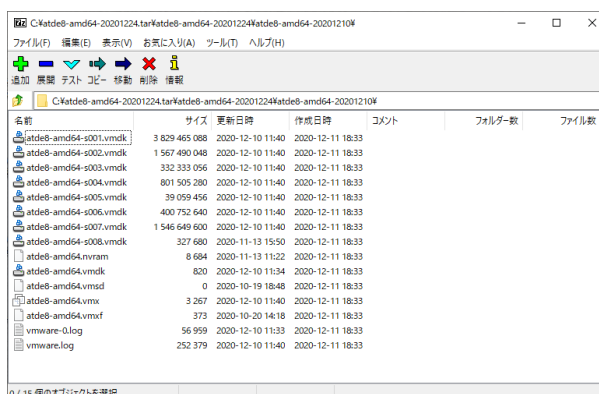 C:¥atde8-amd64-20201224.tar¥atde8-amd64-20201224¥atde8-amd64-20201210¥
ファイル(F) 編集(E) 表示(V) お気に入り(A) ツール(T) ヘルプ(H)
追加 展開 テスト コピー 移動 削除 情報
C:¥atde8-amd64-20201224.tar¥atde8-amd64-20201224¥atde8-amd64-20201210¥
名前 サイズ 更新日時 作成日時 コメント フォルダー数 ファイル数
atde8-amd64-s001.vmdk 3 829 465 088 2020-12-10 11:40 2020-12-11 18:33
atde8-amd64-s002.vmdk 1 567 490 048 2020-12-10 11:40 2020-12-11 18:33
atde8-amd64-s003.vmdk 332 333 056 2020-12-10 11:40 2020-12-11 18:33
atde8-amd64-s004.vmdk 801 505 280 2020-12-10 11:40 2020-12-11 18:33
atde8-amd64-s005.vmdk 39 059 456 2020-12-10 11:40 2020-12-11 18:33
atde8-amd64-s006.vmdk 400 752 640 2020-12-10 11:40 2020-12-11 18:33
atde8-amd64-s007.vmdk 1 546 649 600 2020-12-10 11:40 2020-12-11 18:33
atde8-amd64-s008.vmdk 327 680 2020-11-13 15:50 2020-12-11 18:33
atde8-amd64.nvram 8 684 2020-11-13 11:22 2020-12-11 18:33
atde8-amd64.vmdk 820 2020-12-10 11:34 2020-12-11 18:33
atde8-amd64.vmsd 0 2020-10-19 18:48 2020-12-11 18:33
atde8-amd64.vmx 3 267 2020-12-10 11:40 2020-12-11 18:33
atde8-amd64.vmxf 373 2020-10-20 14:18 2020-12-11 18:33
vmware-0.log 56 959 2020-12-10 11:33 2020-12-11 18:33
vmware.log 252 379 2020-12-10 11:40 2020-12-11 18:33
0 / 15 個のオブジェクトを選択